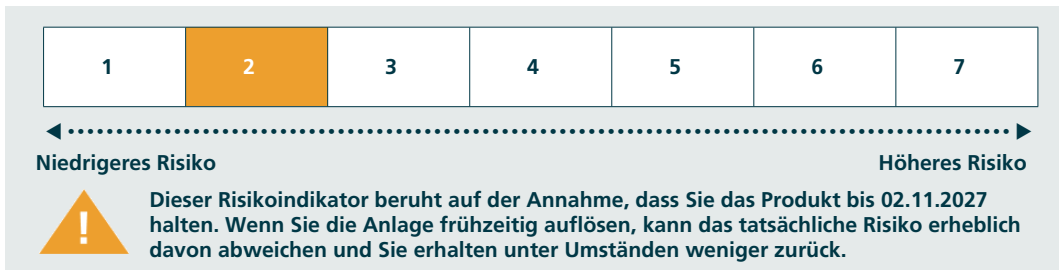 1 2 3 4 5 6 7
Niedrigeres Risiko Höheres Risiko
!
Dieser Risikoindikator beruht auf der Annahme, dass Sie das Produkt bis 02.11.2027
halten. Wenn Sie die Anlage frühzeitig auflösen, kann das tatsächliche Risiko erheblich
davon abweichen und Sie erhalten unter Umständen weniger zurück.